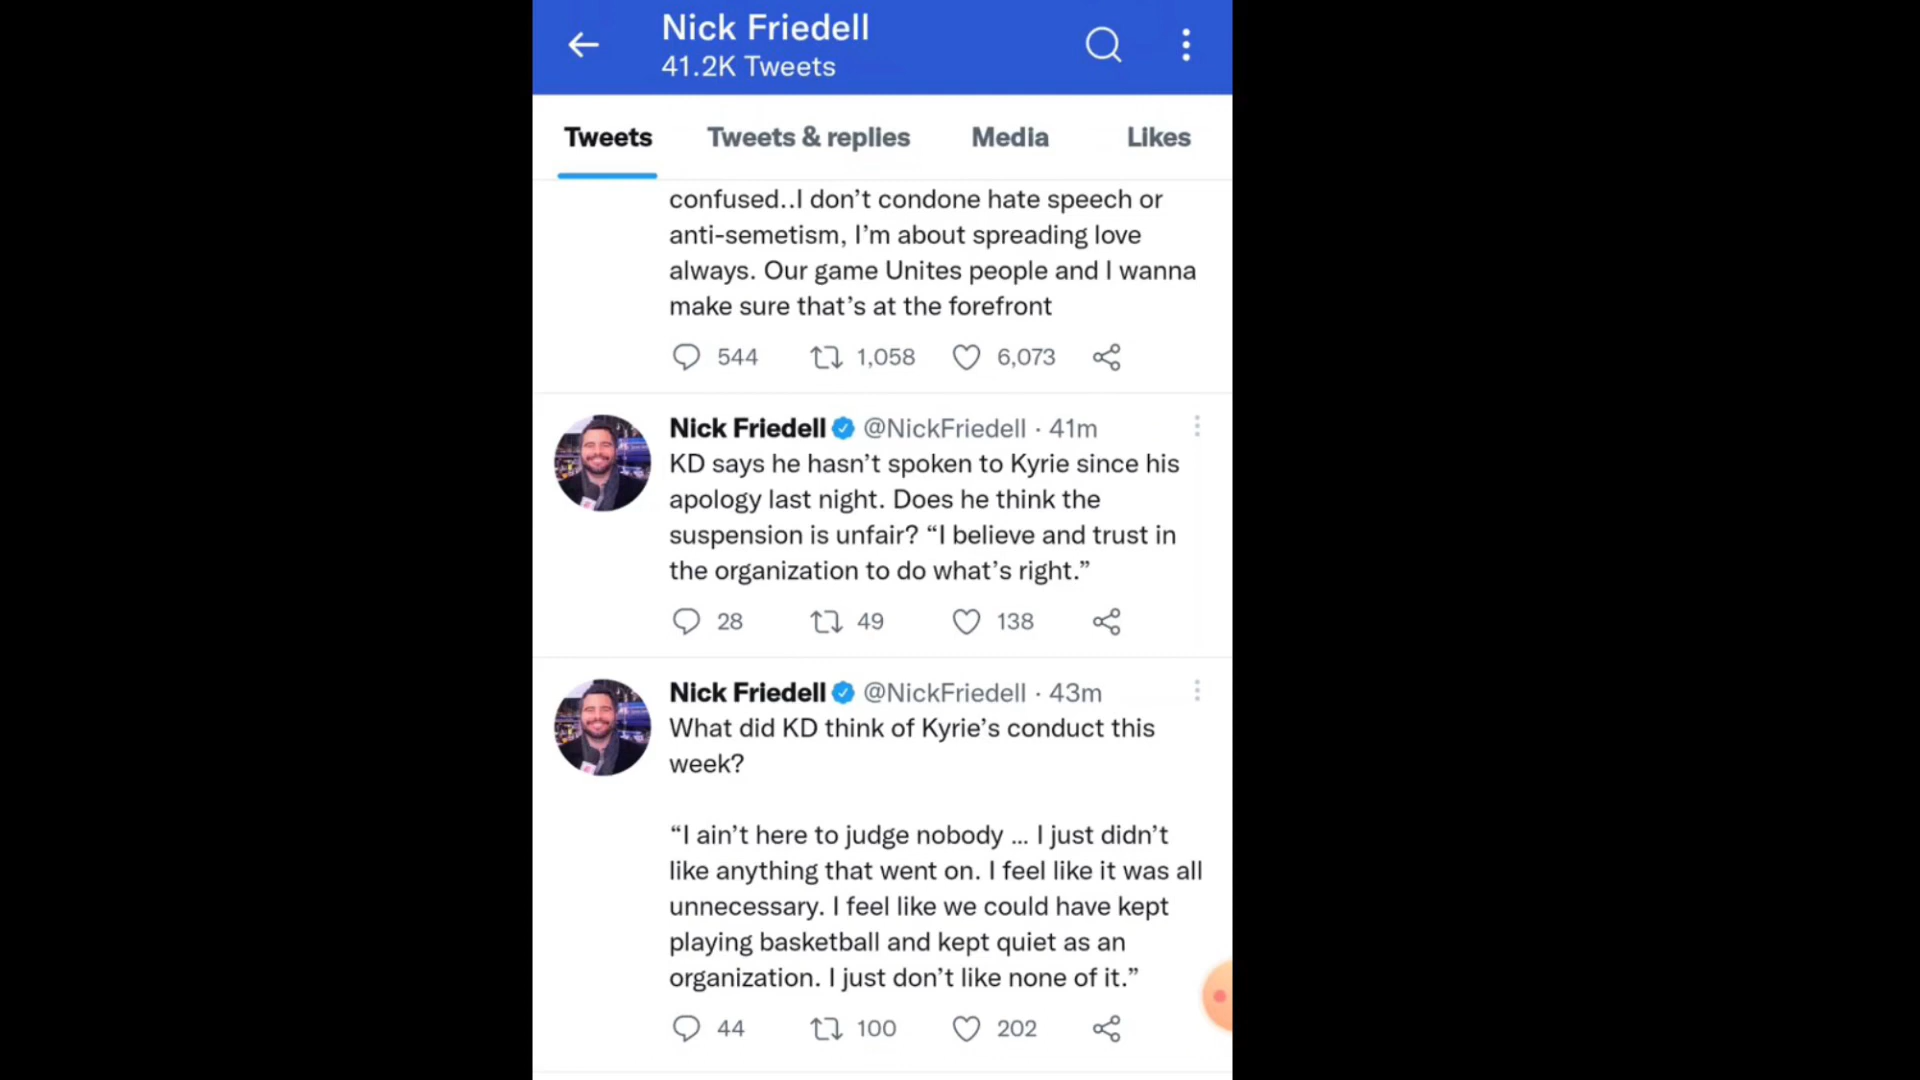 Nick Friedell
41.2K Tweets
Tweets Tweets & replies Media Likes
confused..I don’t condone hate speech or
anti-semetism, I’m about spreading love
always. Our game Unites people and I wanna
make sure that’s at the forefront
544 1,058 6,073
Nick Friedell @NickFriedell · 41m
KD says he hasn’t spoken to Kyrie since his
apology last night. Does he think the
suspension is unfair? “I believe and trust in
the organization to do what’s right.”
28 49 138
Nick Friedell @NickFriedell · 43m
What did KD think of Kyrie’s conduct this
week?
“I ain’t here to judge nobody ... I just didn’t
like anything that went on. I feel like it was all
unnecessary. I feel like we could have kept
playing basketball and kept quiet as an
organization. I just don’t like none of it.”
44 100 202